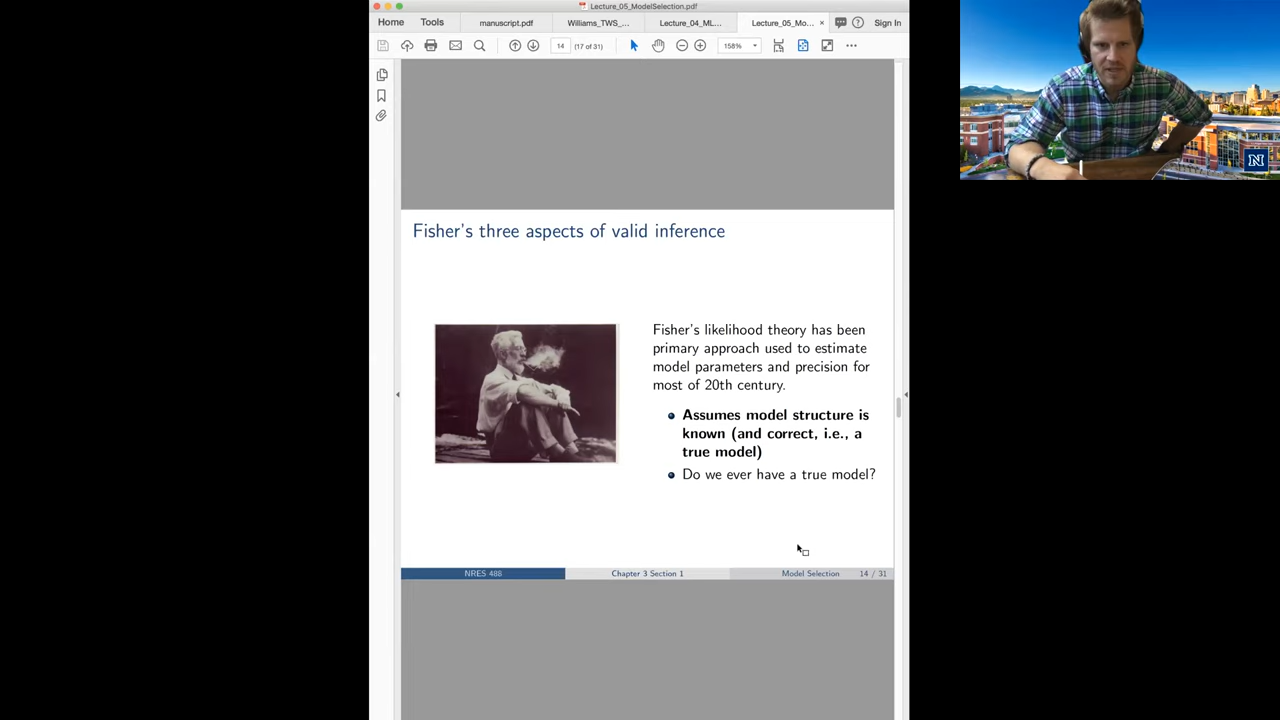 Lecture_05_ModelSelection.pdf
Home Tools manuscript.pdf Williams_TWS_... Lecture_04_ML... Lecture_05_Mo... × Sign In
14 (17 of 31) 158%
Fisher's three aspects of valid inference
Fisher's likelihood theory has been
primary approach used to estimate
model parameters and precision for
most of 20th century.
Assumes model structure is
known (and correct, i.e., a
true model)
Do we ever have a true model?
NRES 488 Chapter 3 Section 1 Model Selection 14 / 31
N